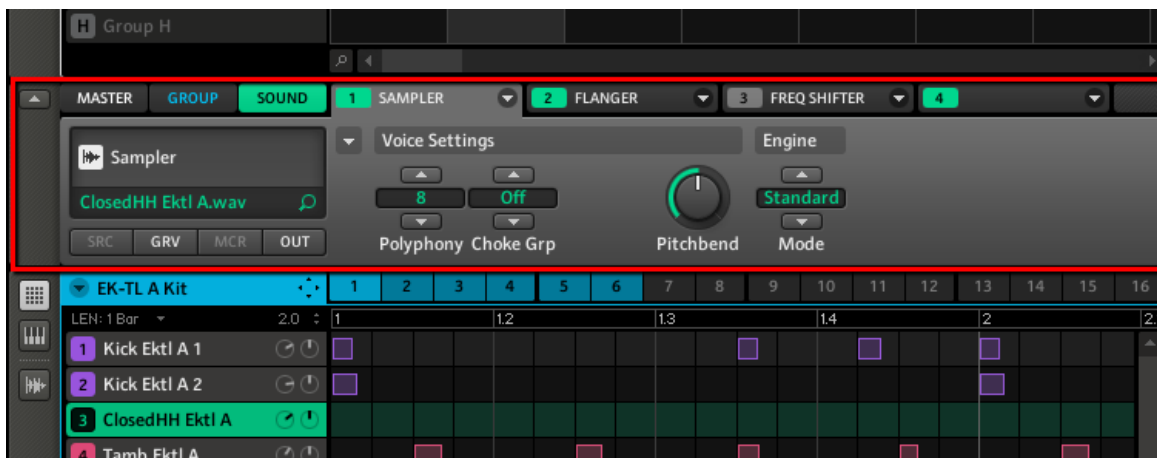 H Group H
MASTER GROUP SOUND 1 SAMPLER 2 FLANGER 3 FREQ SHIFTER 4
Voice Settings Engine
Sampler
8 Off Standard
ClosedHH Ektl A.wav
SRC GRV MCR OUT Polyphony Choke Grp Pitchbend Mode
EK-TL A Kit 1 2 3 4 5 6 7 8 9 10 11 12 13 14 15 16
LEN: 1 Bar 2.0 1 1.2 1.3 1.4 2 2.
1 Kick Ektl A 1
2 Kick Ektl A 2
3 ClosedHH Ektl A
4 Tamb Ektl A